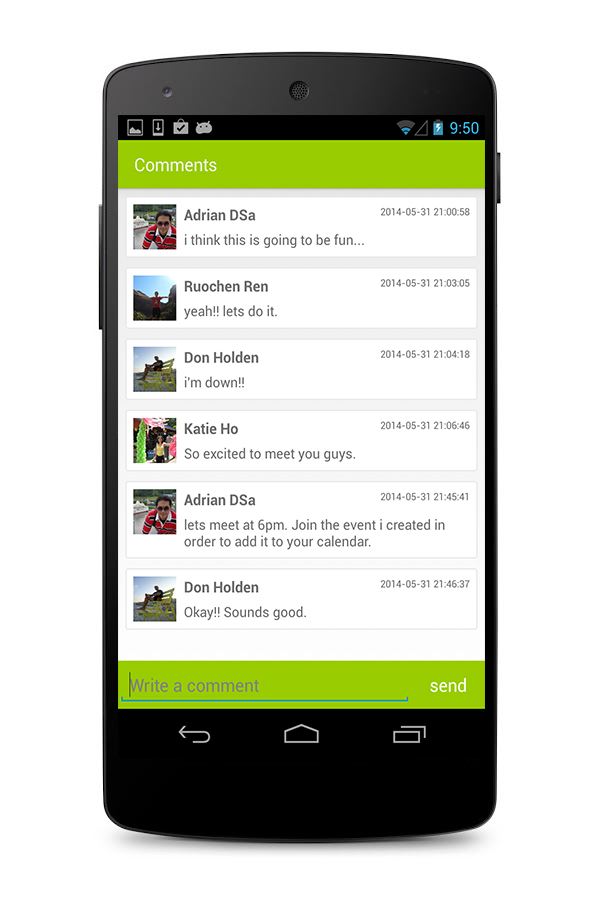 9:50
Comments
Adrian DSa 2014-05-31 21:00:58
i think this is going to be fun...
Ruochen Ren 2014-05-31 21:03:05
yeah!! lets do it.
Don Holden 2014-05-31 21:04:18
i'm down!!
Katie Ho 2014-05-31 21:06:46
So excited to meet you guys.
Adrian DSa 2014-05-31 21:45:41
lets meet at 6pm. Join the event i created in
order to add it to your calendar.
Don Holden 2014-05-31 21:46:37
Okay!! Sounds good.
Write a comment send